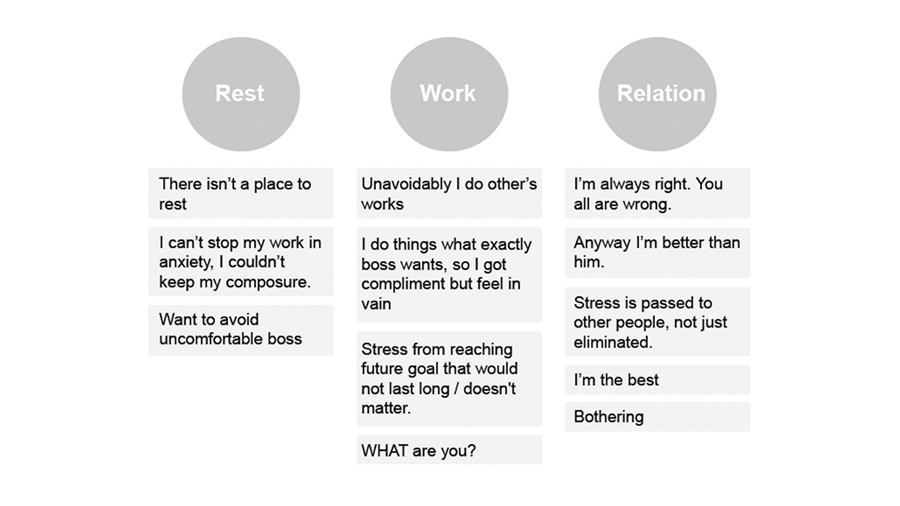 Rest
There isn’t a place to
rest
I can’t stop my work in
anxiety, I couldn’t
keep my composure.
Want to avoid
uncomfortable boss
Work
Unavoidably I do other’s
works
I do things what exactly
boss wants, so I got
compliment but feel in
vain
Stress from reaching
future goal that would
not last long / doesn't
matter.
WHAT are you?
Relation
I’m always right. You
all are wrong.
Anyway I’m better than
him.
Stress is passed to
other people, not just
eliminated.
I’m the best
Bothering